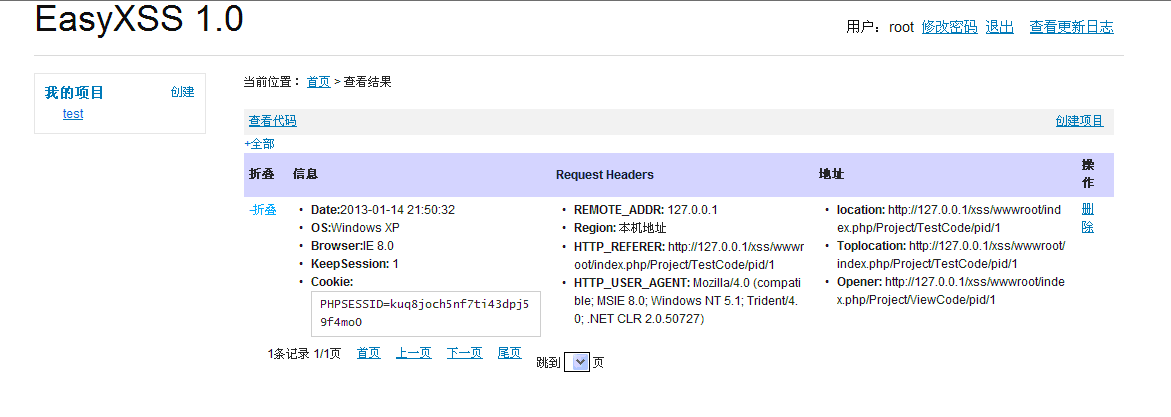 EasyXSS 1.0
用户：root 修改密码 退出 查看更新日志
我的项目 创建
test
当前位置： 首页 > 查看结果
查看代码 创建项目
+全部
折叠 信息 Request Headers 地址 操
作
-折叠
• Date:2013-01-14 21:50:32
• OS:Windows XP
• Browser:IE 8.0
• KeepSession: 1
• Cookie:
PHPSESSID=kuq8joch5nf7ti43dpj5
9f4mo0
• REMOTE_ADDR: 127.0.0.1
• Region: 本机地址
• HTTP_REFERER: http://127.0.0.1/xss/wwwr
oot/index.php/Project/TestCode/pid/1
• HTTP_USER_AGENT: Mozilla/4.0 (compati
ble; MSIE 8.0; Windows NT 5.1; Trident/4.
0; .NET CLR 2.0.50727)
• location: http://127.0.0.1/xss/wwwroot/ind
ex.php/Project/TestCode/pid/1
• Toplocation: http://127.0.0.1/xss/wwwroot/
index.php/Project/TestCode/pid/1
• Opener: http://127.0.0.1/xss/wwwroot/inde
x.php/Project/ViewCode/pid/1
删
除
1条记录 1/1页 首页 上一页 下一页 尾页 跳到 页